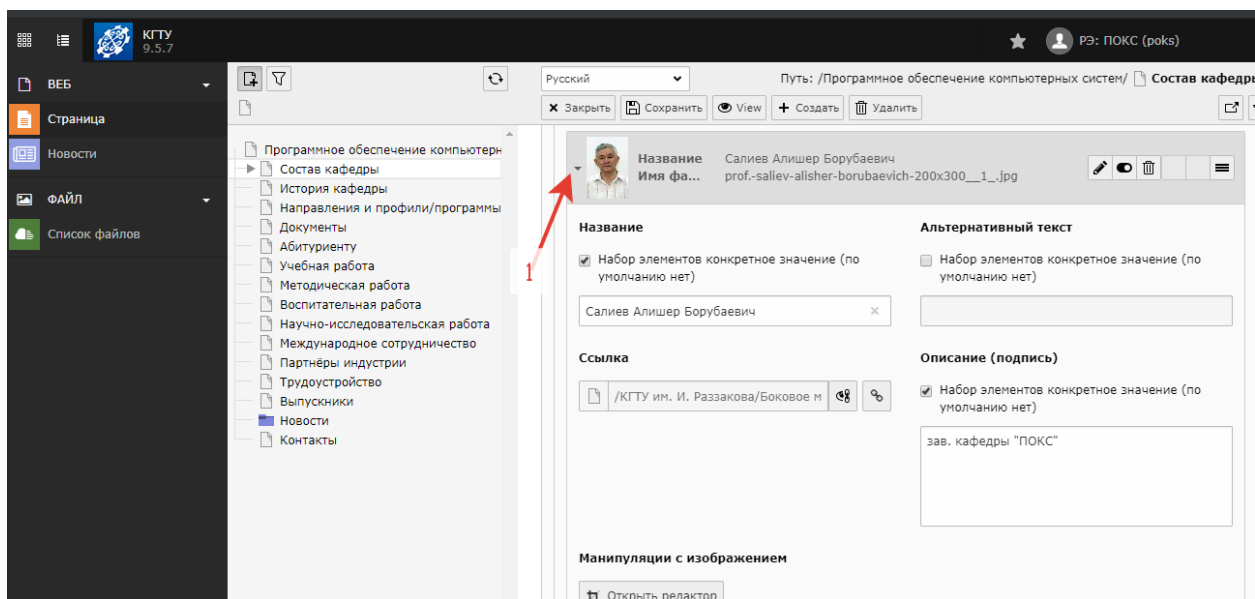 КГТУ
9.5.7
РЭ: ПОКС (poks)
ВЕБ
Страница
Новости
ФАЙЛ
Список файлов
Программное обеспечение компьютерн
Состав кафедры
История кафедры
Направления и профили/программы
Документы
Абитуриенту
Учебная работа
Методическая работа
Воспитательная работа
Научно-исследовательская работа
Международное сотрудничество
Партнёры индустрии
Трудоустройство
Выпускники
Новости
Контакты
1
Русский
Путь: /Программное обеспечение компьютерных систем/ Состав кафедры
Закрыть Сохранить View Создать Удалить
Название Салиев Алишер Борубаевич
Имя фа... prof.-saliev-alisher-borubaevich-200x300__1_.jpg
Название
Набор элементов конкретное значение (по
умолчанию нет)
Салиев Алишер Борубаевич
Альтернативный текст
Набор элементов конкретное значение (по
умолчанию нет)
Ссылка
/КГТУ им. И. Раззакова/Боковое м
Описание (подпись)
Набор элементов конкретное значение (по
умолчанию нет)
зав. кафедры "ПОКС"
Манипуляции с изображением
Открыть редактор